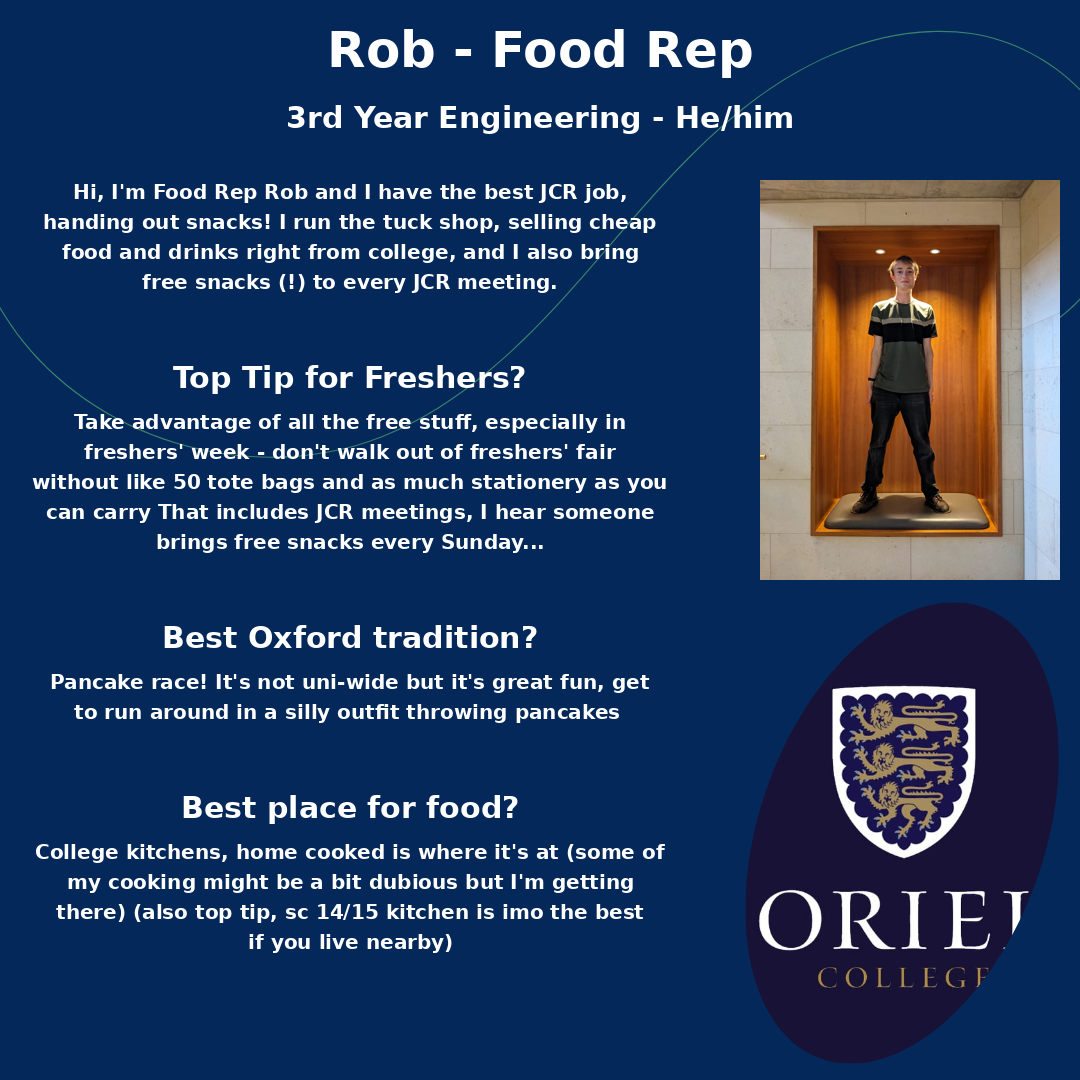 Rob - Food Rep
3rd Year Engineering - He/him
Hi, I'm Food Rep Rob and I have the best JCR job,
handing out snacks! I run the tuck shop, selling cheap
food and drinks right from college, and I also bring
free snacks (!) to every JCR meeting.
Top Tip for Freshers?
Take advantage of all the free stuff, especially in
freshers' week - don't walk out of freshers' fair
without like 50 tote bags and as much stationery as you
can carry That includes JCR meetings, I hear someone
brings free snacks every Sunday...
Best Oxford tradition?
Pancake race! It's not uni-wide but it's great fun, get
to run around in a silly outfit throwing pancakes
Best place for food?
College kitchens, home cooked is where it's at (some of
my cooking might be a bit dubious but I'm getting
there) (also top tip, sc 14/15 kitchen is imo the best
if you live nearby)
ORIEL
COLLEGE